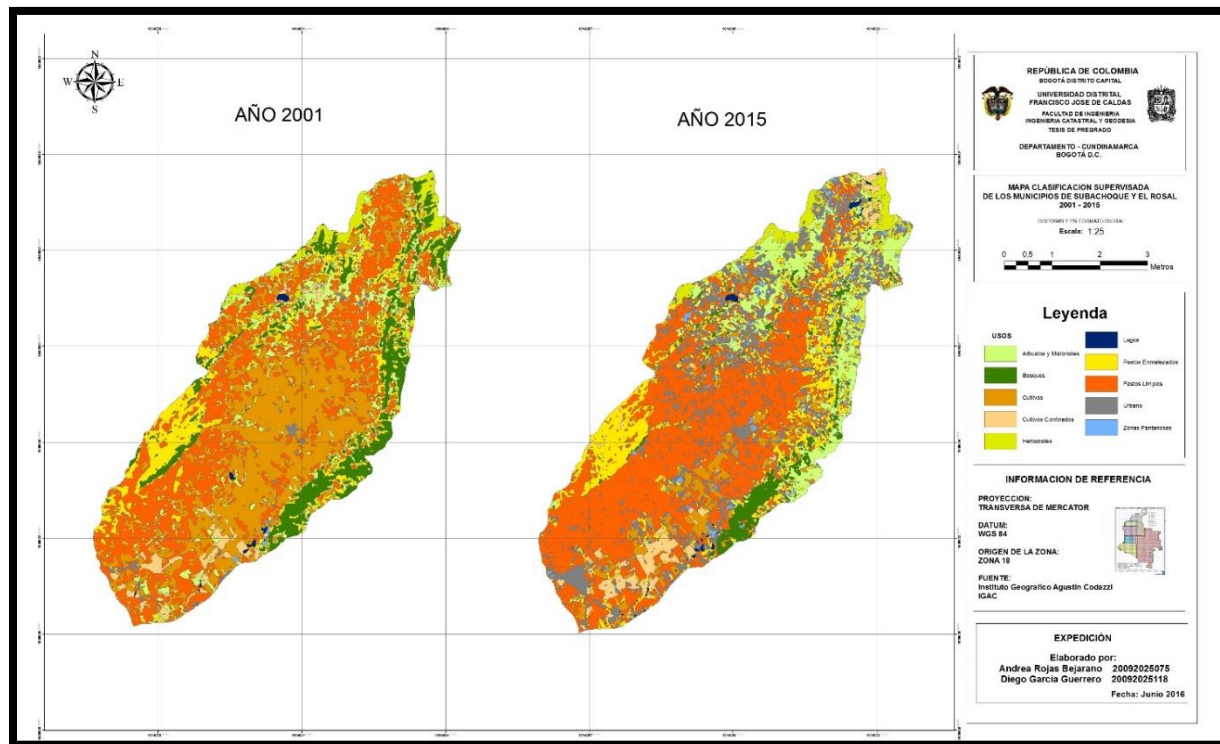 N
W E
S
AÑO 2001
AÑO 2015
REPÚBLICA DE COLOMBIA
BOGOTÁ DISTRITO CAPITAL
UNIVERSIDAD DISTRITAL
FRANCISCO JOSE DE CALDAS
FACULTAD DE INGENIERIA
INGENIERIA CATASTRAL Y GEODESIA
TESIS DE PREGRADO
DEPARTAMENTO - CUNDINAMARCA
BOGOTÁ D.C.
MAPA CLASIFICACION SUPERVISADA
DE LOS MUNICIPIOS DE SUBACHOQUE Y EL ROSAL
2001 - 2015
Escala: 1:25
0 0,5 1 2 3
Metros
Leyenda
USOS
Arbustos y Matorrales
Bosques
Cultivos
Cultivos Confinados
Herbazales
Lagos
Pastos Enmalezados
Pastos Limpios
Urbano
Zonas Pantanosas
INFORMACION DE REFERENCIA
PROYECCION:
TRANSVERSA DE MERCATOR
DATUM:
WGS 84
ORIGEN DE LA ZONA:
ZONA 18
FUENTE:
Instituto Geografico Agustin Codazzi
IGAC
EXPEDICIÓN
Elaborado por:
Andrea Rojas Bejarano 20092025075
Diego Garcia Guerrero 20092025118
Fecha: Junio 2016